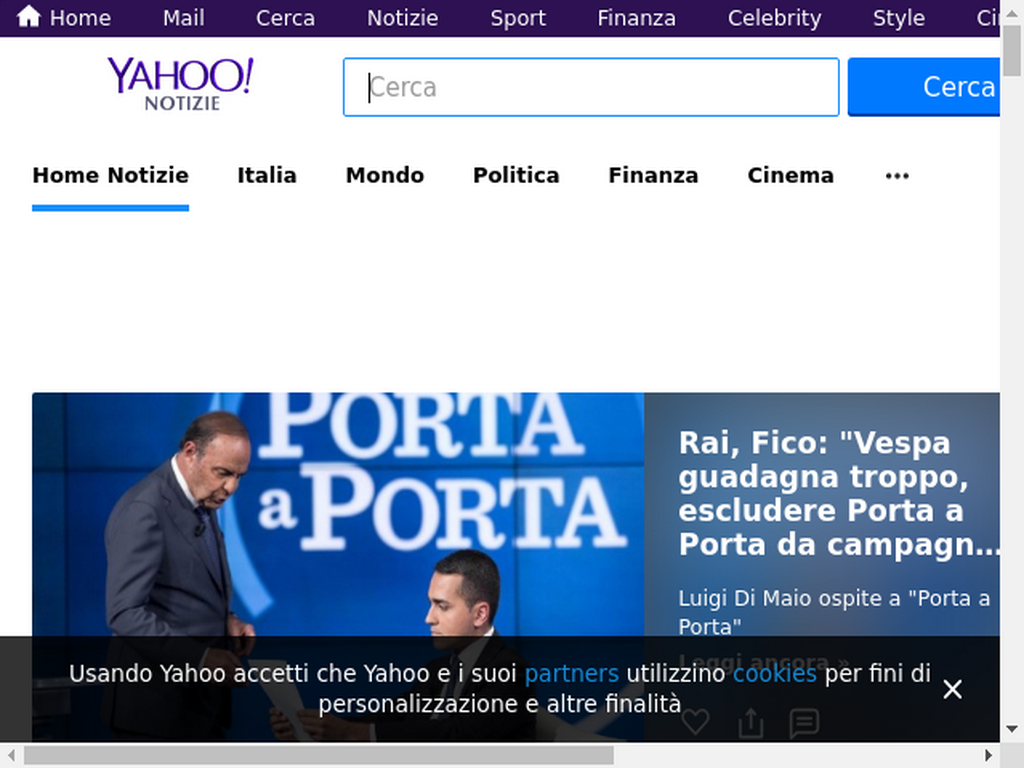 Home Mail Cerca Notizie Sport Finanza Celebrity Style
YAHOO!
NOTIZIE
Cerca
Cerca
Home Notizie Italia Mondo Politica Finanza Cinema •••
PORTA
a PORTA
Rai, Fico: "Vespa
guadagna troppo,
escludere Porta a
Porta da campagn...
Luigi Di Maio ospite a "Porta a
Porta"
Leggi ancora »
Usando Yahoo accetti che Yahoo e i suoi partners utilizzino cookies per fini di
personalizzazione e altre finalità